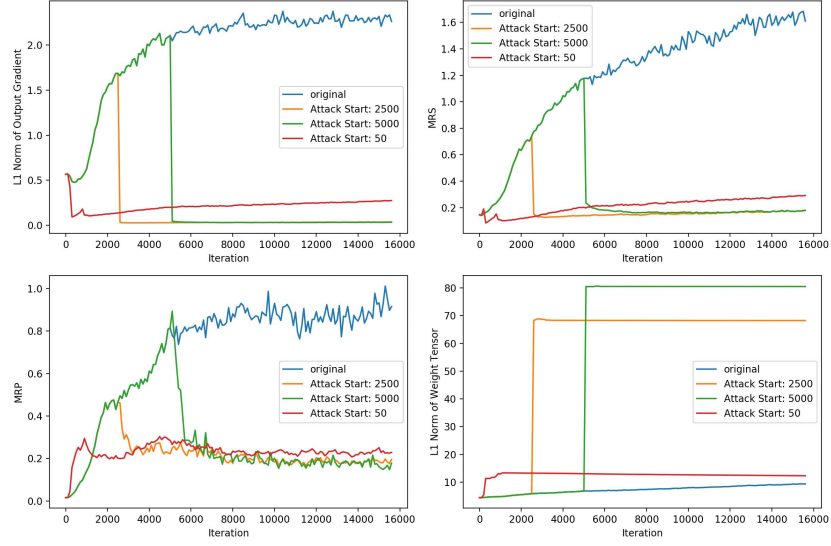 L1 Norm of Output Gradient
2.0
1.5
1.0
0.5
0.0
original
Attack Start: 2500
Attack Start: 5000
Attack Start: 50
0 2000 4000 6000 8000 10000 12000 14000 16000
Iteration
MRS
1.6
1.4
1.2
1.0
0.8
0.6
0.4
0.2
original
Attack Start: 2500
Attack Start: 5000
Attack Start: 50
0 2000 4000 6000 8000 10000 12000 14000 16000
Iteration
MRP
1.0
0.8
0.6
0.4
0.2
0.0
original
Attack Start: 2500
Attack Start: 5000
Attack Start: 50
0 2000 4000 6000 8000 10000 12000 14000 16000
Iteration
L1 Norm of Weight Tensor
80
70
60
50
40
30
20
10
original
Attack Start: 2500
Attack Start: 5000
Attack Start: 50
0 2000 4000 6000 8000 10000 12000 14000 16000
Iteration